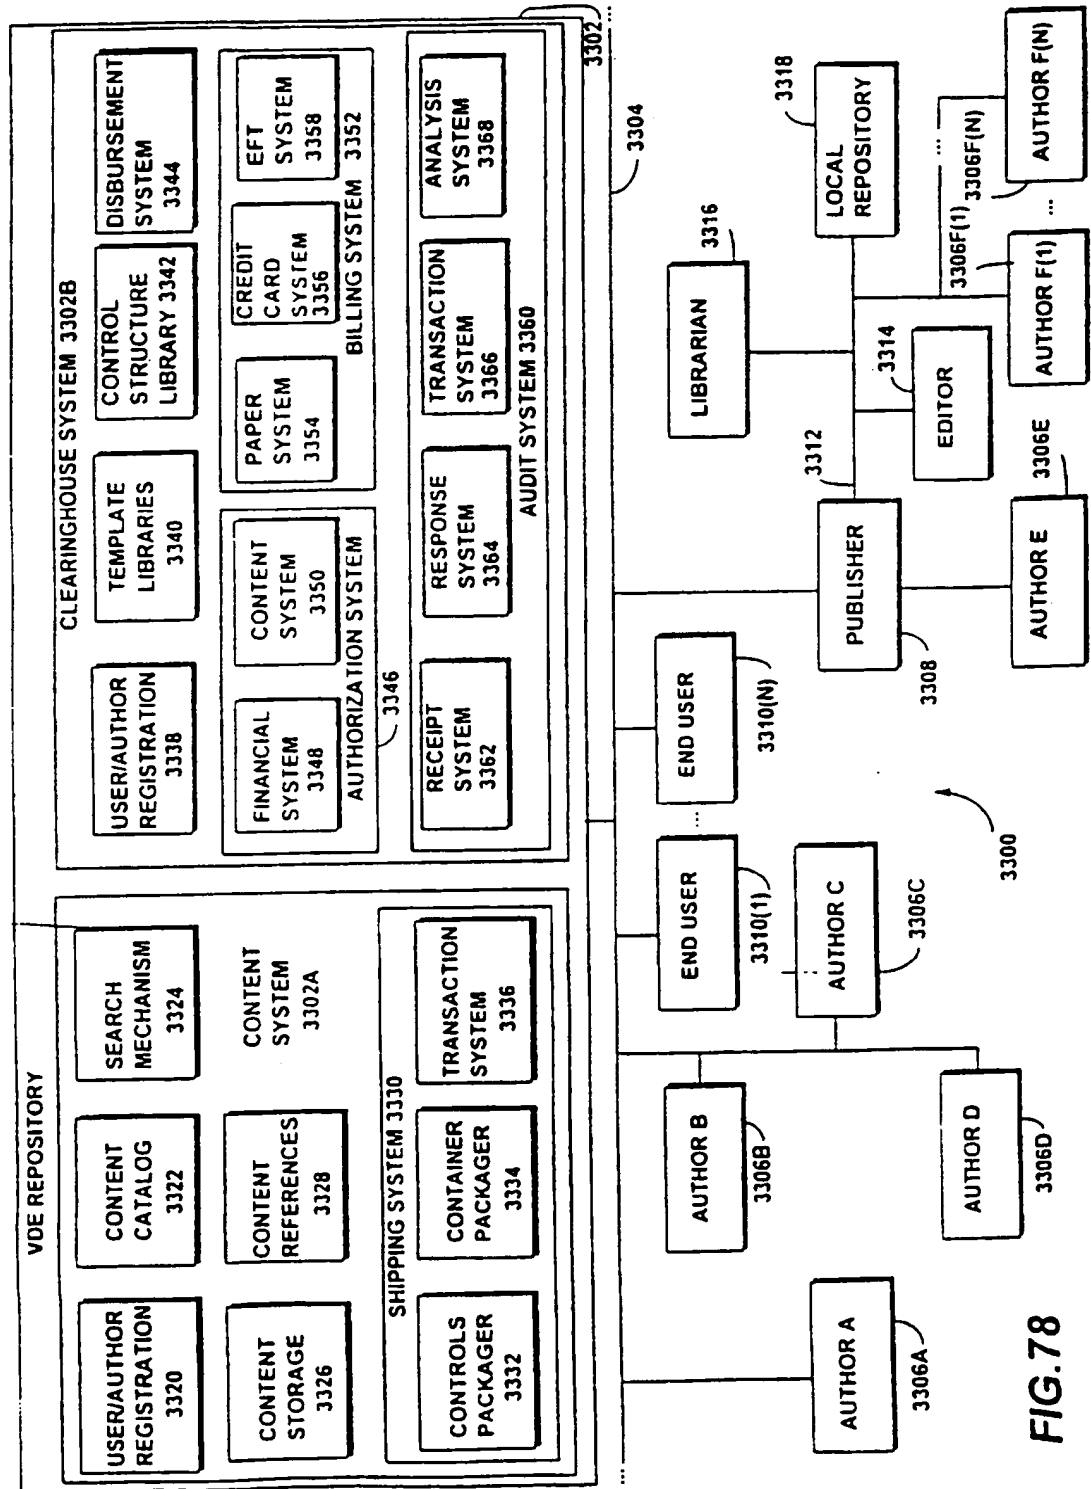 VDE REPOSITORY
3302
USER/AUTHOR
REGISTRATION
3320
CONTENT
CATALOG
3322
SEARCH
MECHANISM
3324
CONTENT
STORAGE
3326
CONTENT
REFERENCES
3328
CONTENT
SYSTEM
3302A
SHIPPING SYSTEM 3330
CONTROLS
PACKAGER
3332
CONTAINER
PACKAGER
3334
TRANSACTION
SYSTEM
3336
CLEARINGHOUSE SYSTEM 3302B
USER/AUTHOR
REGISTRATION
3338
TEMPLATE
LIBRARIES
3340
CONTROL
STRUCTURE
LIBRARY 3342
DISBURSEMENT
SYSTEM
3344
FINANCIAL
SYSTEM
3348
CONTENT
SYSTEM
3350
AUTHORIZATION SYSTEM
3346
PAPER
SYSTEM
3354
CREDIT
CARD
SYSTEM
3356
EFT
SYSTEM
3358
BILLING SYSTEM 3352
RECEIPT
SYSTEM
3362
RESPONSE
SYSTEM
3364
TRANSACTION
SYSTEM
3366
ANALYSIS
SYSTEM
3368
AUDIT SYSTEM 3360
...
...
3304
AUTHOR A
3306A
AUTHOR B
3306B
AUTHOR C
3306C
AUTHOR D
3306D
END USER
3310(1)
...
END USER
3310(N)
3300
PUBLISHER
3308
3312
AUTHOR E
3306E
LIBRARIAN
3316
EDITOR
3314
LOCAL
REPOSITORY
3318
3306F(1)
AUTHOR F(1)
...
...
3306F(N)
AUTHOR F(N)
FIG.78